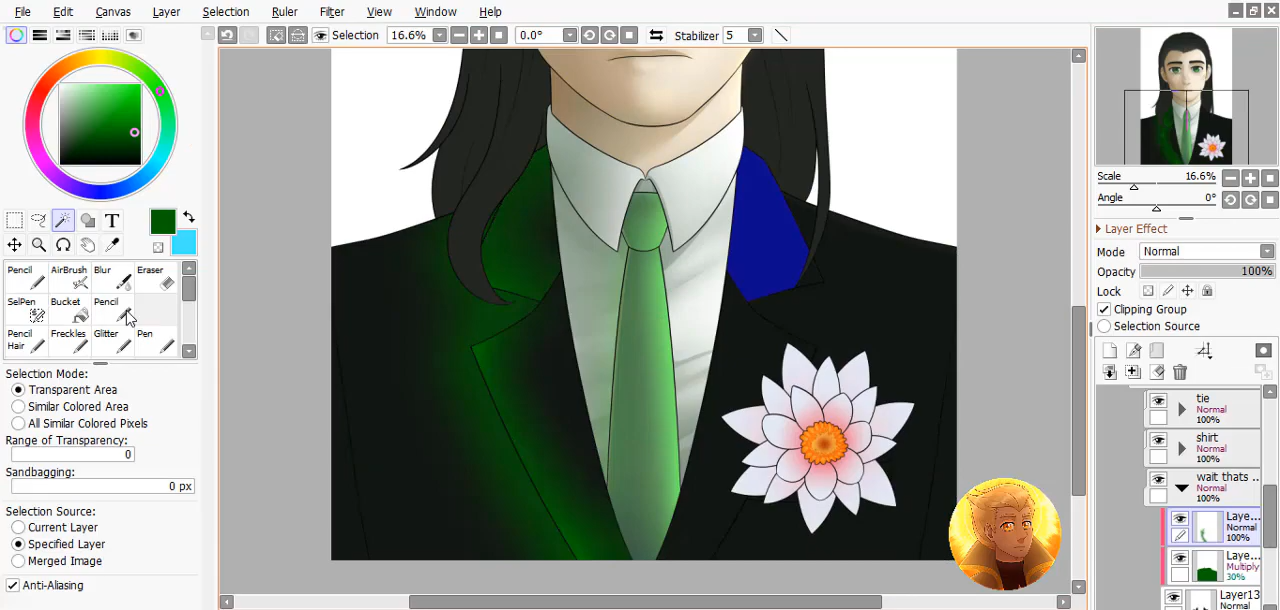 File Edit Canvas Layer Selection Ruler Filter View Window Help
Selection 16.6% 0.0° Stabilizer 5
T
Pencil AirBrush Blur Eraser
SelPen Bucket Pencil
Pencil Hair Freckles Glitter Pen
Selection Mode:
Transparent Area
Similar Colored Area
All Similar Colored Pixels
Range of Transparency:
0
Sandbagging:
0 px
Selection Source:
Current Layer
Specified Layer
Merged Image
Anti-Aliasing
Scale 16.6%
Angle 0°
Layer Effect
Mode Normal
Opacity 100%
Lock
Clipping Group
Selection Source
tie
Normal
100%
shirt
Normal
100%
wait thats ..
Normal
100%
Laye...
Normal
100%
Laye...
Multiply
30%
Layer13
Normal